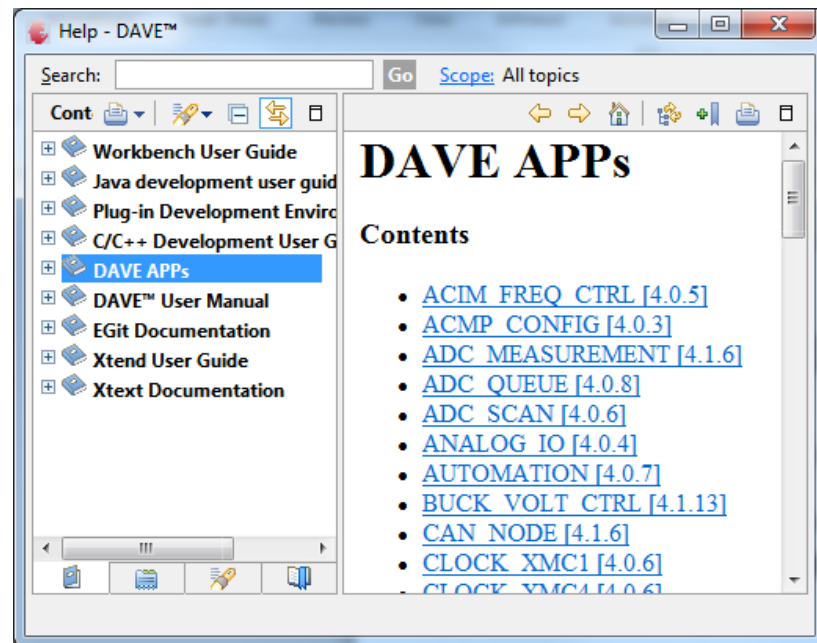 Help - DAVE™
Search:
Go
Scope: All topics
Cont
Workbench User Guide
Java development user guid
Plug-in Development Enviro
C/C++ Development User G
DAVE APPs
DAVE™ User Manual
EGit Documentation
Xtend User Guide
Xtext Documentation
DAVE APPs
Contents
ACIM_FREQ_CTRL [4.0.5]
ACMP_CONFIG [4.0.3]
ADC_MEASUREMENT [4.1.6]
ADC_QUEUE [4.0.8]
ADC_SCAN [4.0.6]
ANALOG_IO [4.0.4]
AUTOMATION [4.0.7]
BUCK_VOLT_CTRL [4.1.13]
CAN_NODE [4.1.6]
CLOCK_XMC1 [4.0.6]
CLOCK_XMC4 [4.0.6]